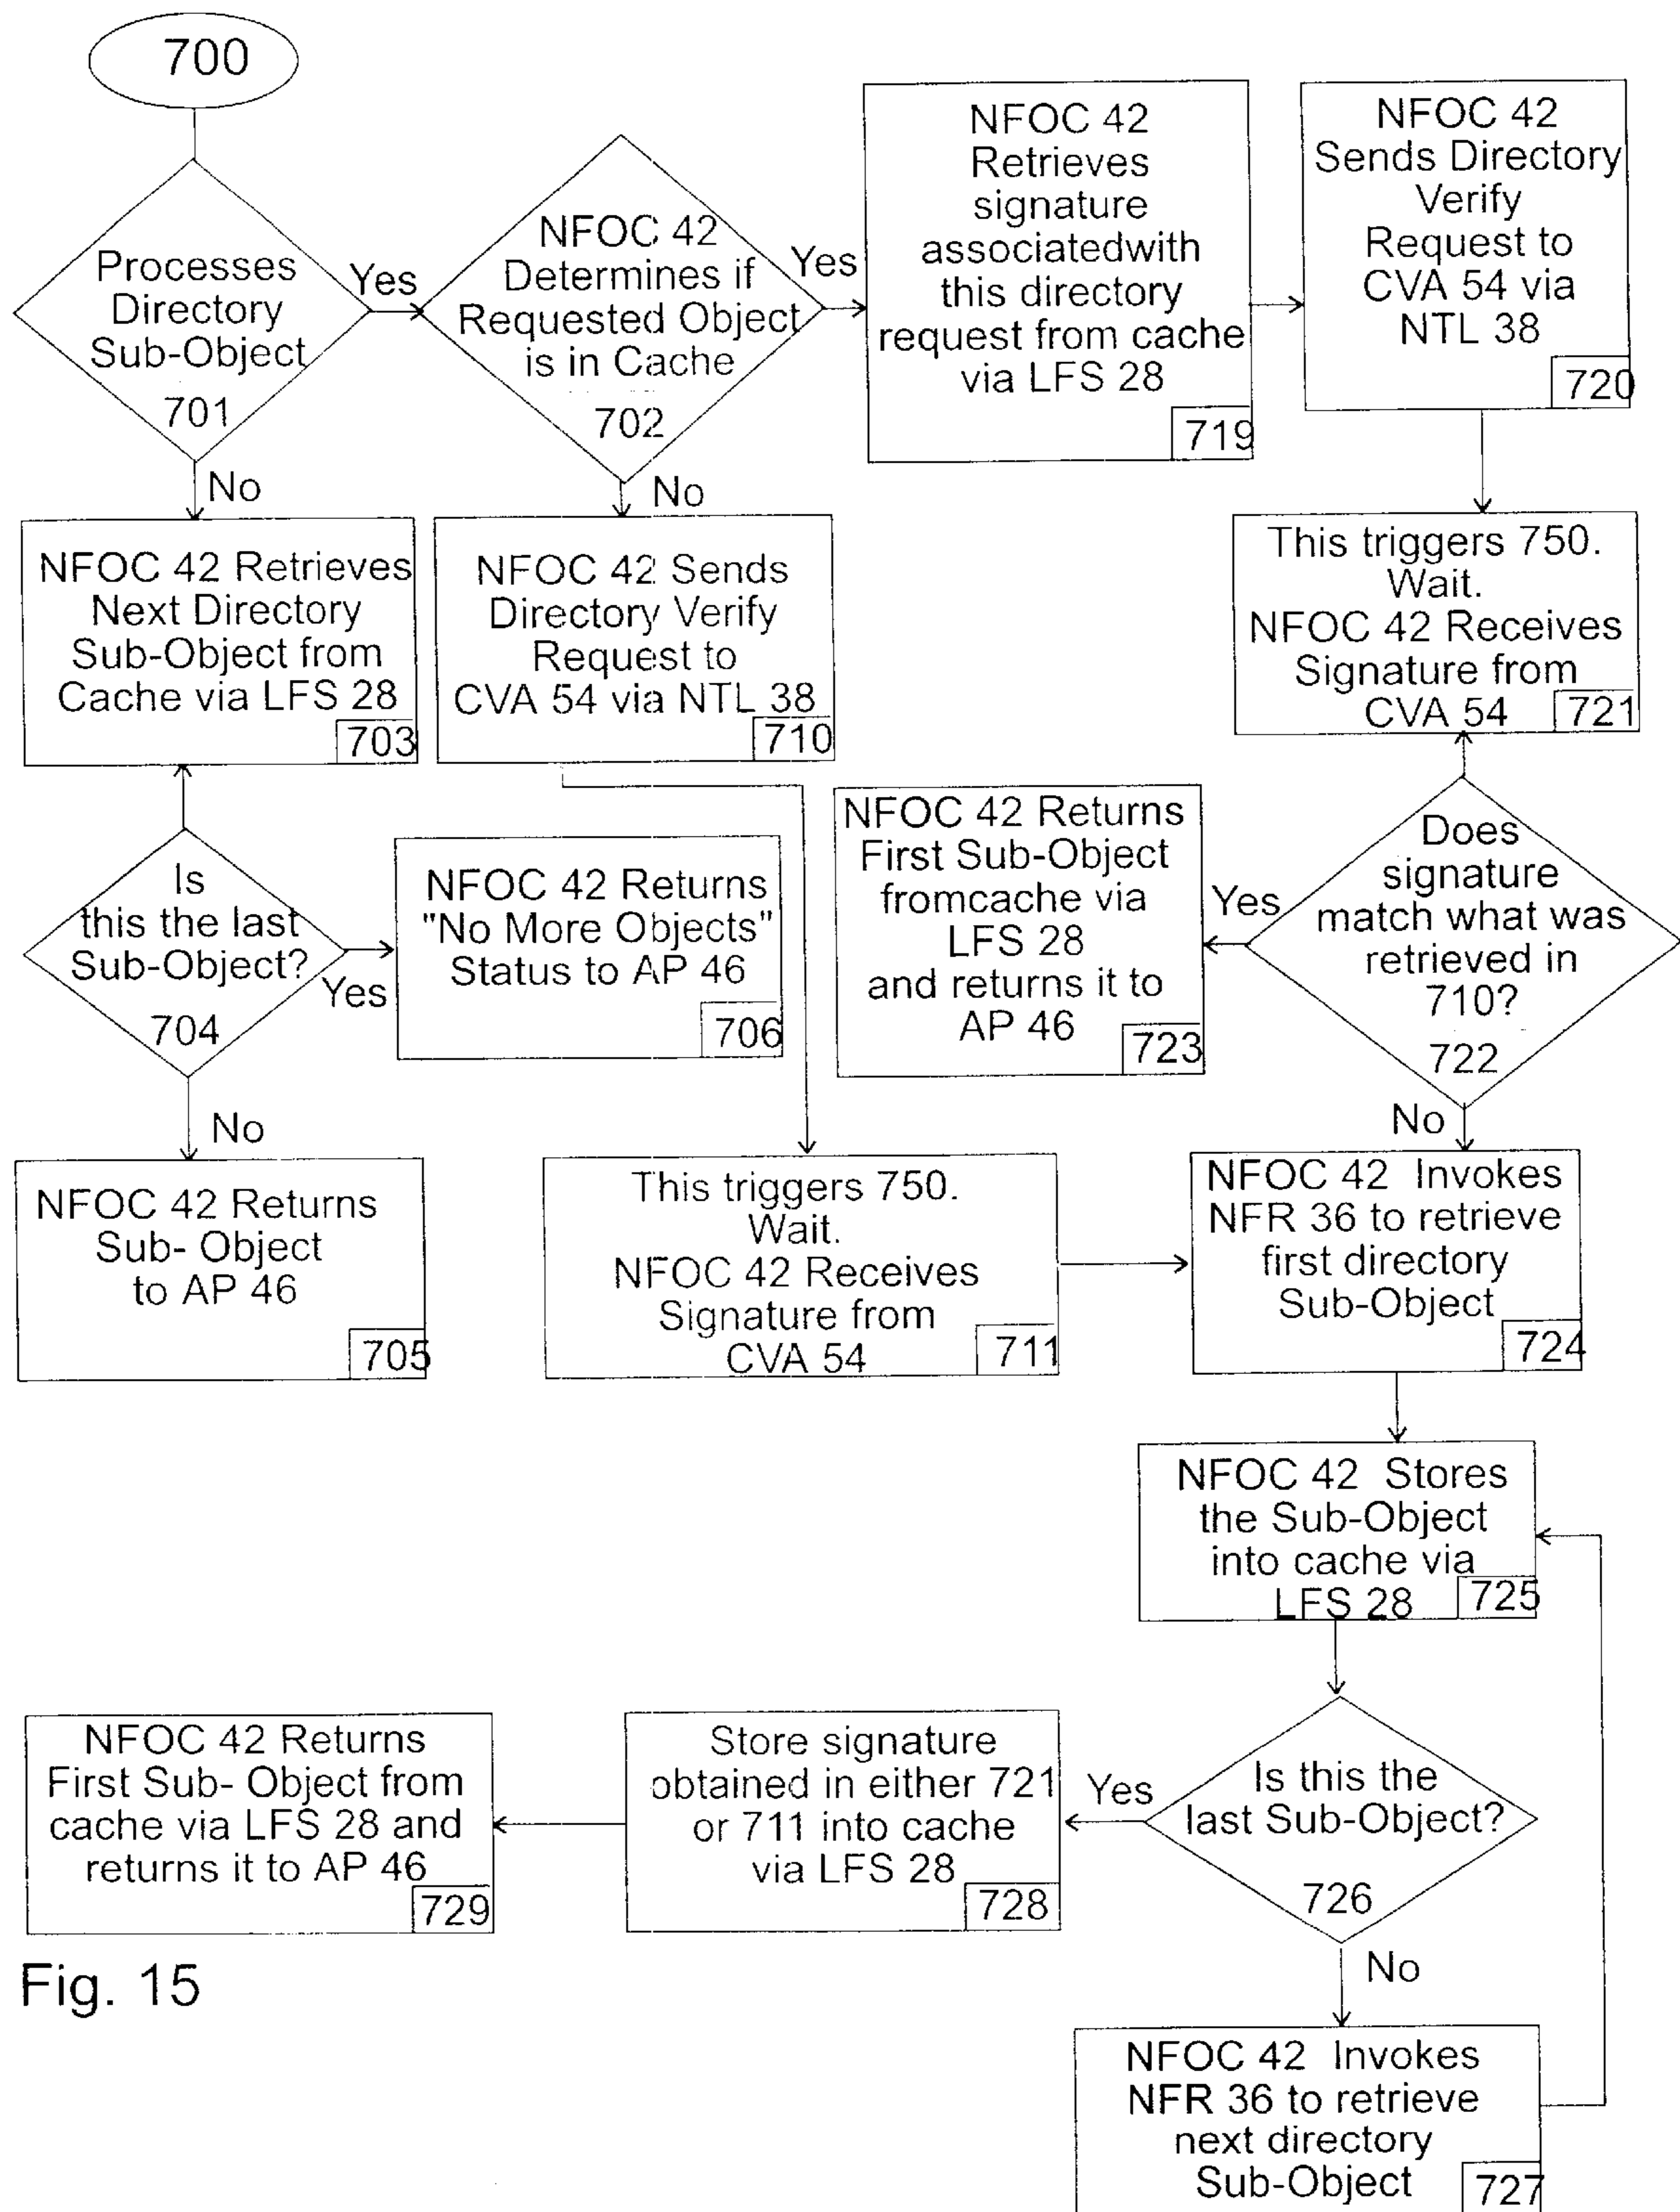 700
Processes
Directory
Sub-Object
701
Yes
No
NFOC 42
Determines if
Requested Object
is in Cache
702
Yes
No
NFOC 42
Retrieves
signature
associatedwith
this directory
request from cache
via LFS 28
719
NFOC 42
Sends Directory
Verify
Request to
CVA 54 via
NTL 38
720
NFOC 42 Retrieves
Next Directory
Sub-Object from
Cache via LFS 28
703
NFOC 42 Sends
Directory Verify
Request to
CVA 54 via NTL 38
710
This triggers 750.
Wait.
NFOC 42 Receives
Signature from
CVA 54
721
Is
this the last
Sub-Object?
704
Yes
No
NFOC 42 Returns
"No More Objects"
Status to AP 46
706
NFOC 42 Returns
First Sub-Object
fromcache via
LFS 28
and returns it to
AP 46
723
Yes
Does
signature
match what was
retrieved in
710?
722
No
NFOC 42 Returns
Sub- Object
to AP 46
705
This triggers 750.
Wait.
NFOC 42 Receives
Signature from
CVA 54
711
NFOC 42 Invokes
NFR 36 to retrieve
first directory
Sub-Object
724
NFOC 42 Stores
the Sub-Object
into cache via
LFS 28
725
NFOC 42 Returns
First Sub- Object from
cache via LFS 28 and
returns it to AP 46
729
Store signature
obtained in either 721
or 711 into cache
via LFS 28
728
Yes
Is this the
last Sub-Object?
726
No
NFOC 42 Invokes
NFR 36 to retrieve
next directory
Sub-Object
727
Fig. 15